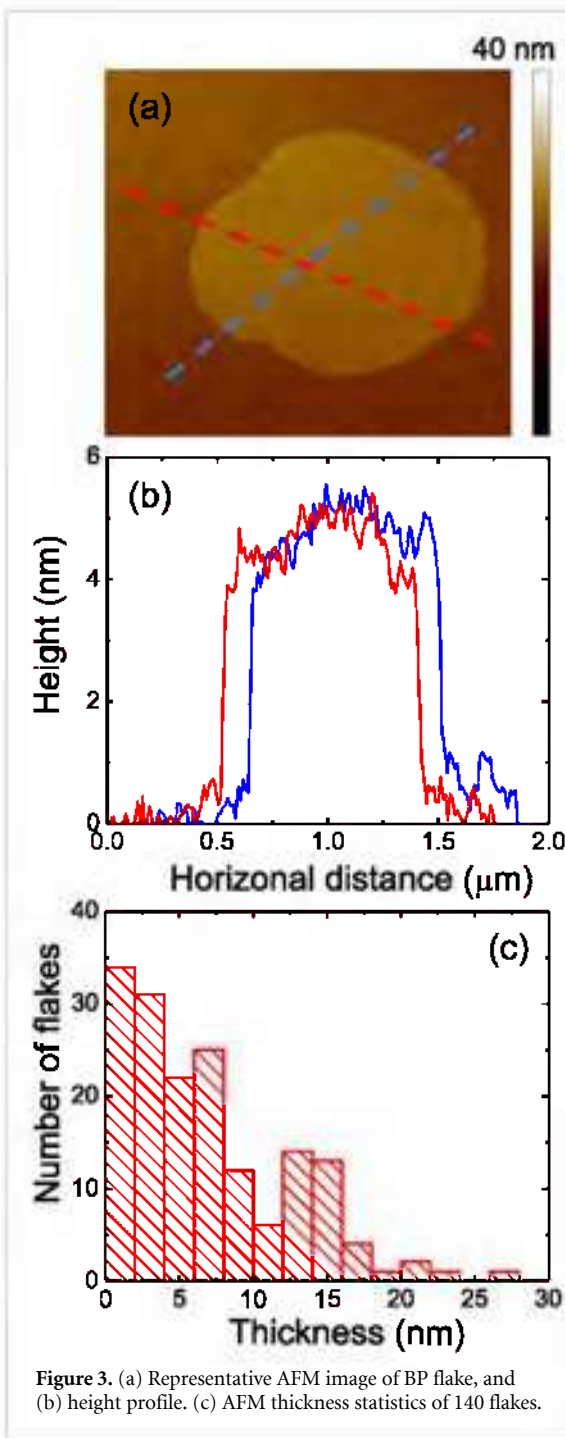 40 nm
(a)
6
(b)
4
2
0
Height (nm)
0.0 0.5 1.0 1.5 2.0
Horizonal distance (μm)
40
(c)
30
20
10
0
Number of flakes
0 5 10 15 20 25 30
Thickness (nm)
Figure 3. (a) Representative AFM image of BP flake, and
(b) height profile. (c) AFM thickness statistics of 140 flakes.